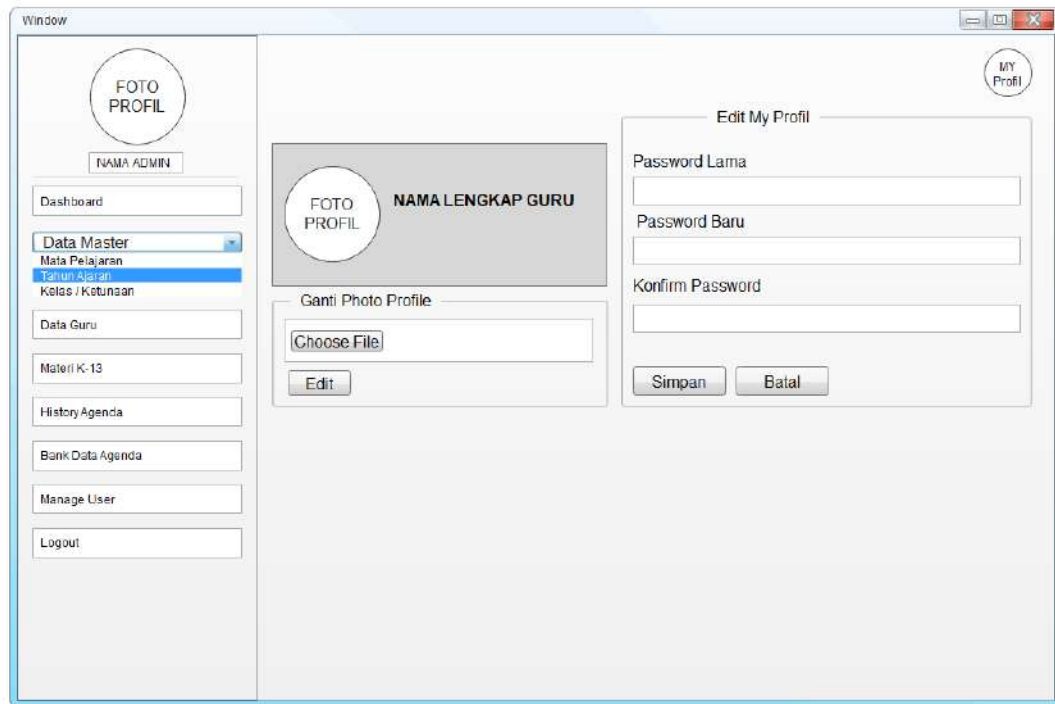 Window
FOTO
PROFIL
NAMA ADMIN
Dashboard
Data Master
Mata Pelajaran
Tahun Ajaran
Kelas / Ketunaan
Data Guru
Materi K-13
History Agenda
Bank Data Agenda
Manage User
Logout
MY
Profil
FOTO
PROFIL
NAMA LENGKAP GURU
Ganti Photo Profile
Choose File
Edit
Edit My Profil
Password Lama
Password Baru
Konfirm Password
Simpan
Batal